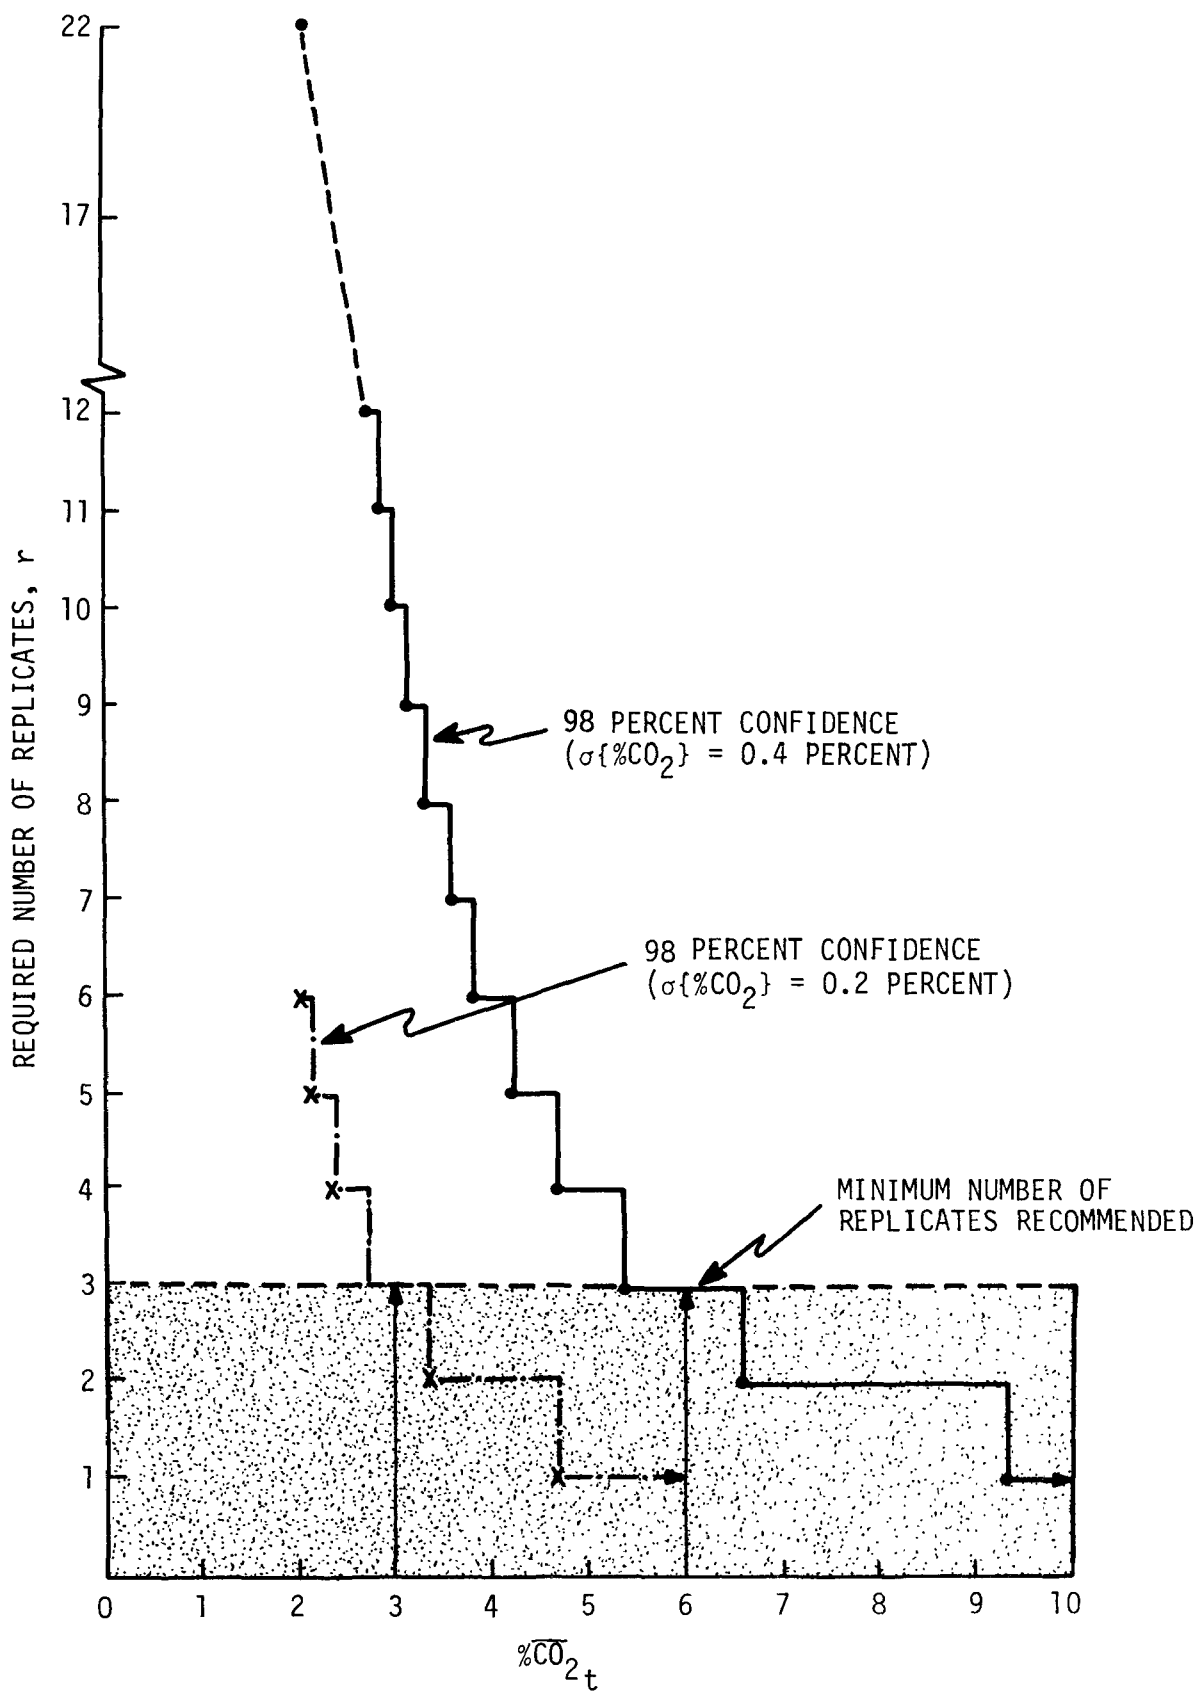 22
17
12
11
10
9
8
7
6
5
4
3
2
1
REQUIRED NUMBER OF REPLICATES, r
98 PERCENT CONFIDENCE
(σ{%CO₂} = 0.4 PERCENT)
98 PERCENT CONFIDENCE
(σ{%CO₂} = 0.2 PERCENT)
MINIMUM NUMBER OF
REPLICATES RECOMMENDED
0 1 2 3 4 5 6 7 8 9 10
%C̅O̅₂ t